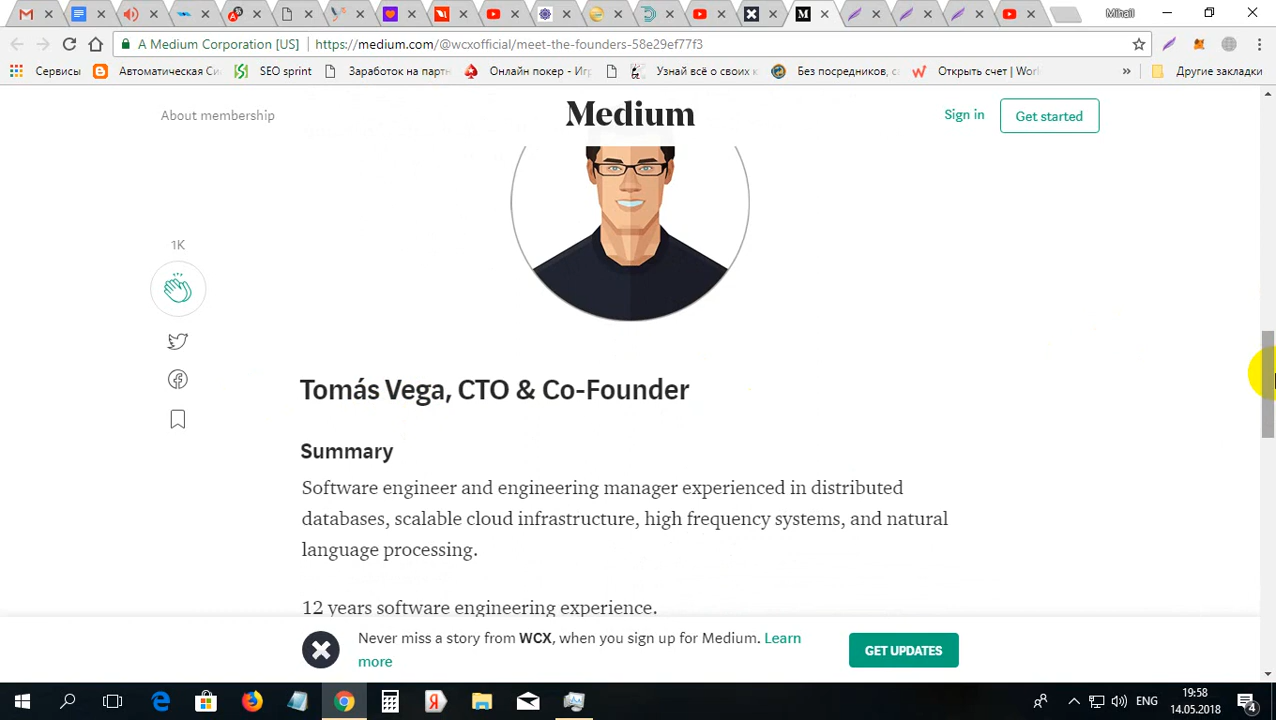 Mihail
A Medium Corporation [US]
https://medium.com/@wcxofficial/meet-the-founders-58e29ef77f3
Сервисы
Автоматическая Си
SEO sprint
Заработок на партн
Онлайн покер - Иг
Узнай всё о своих к
Без посредников, с
Открыть счет | Wor
»
Другие закладки
About membership
Medium
Sign in
Get started
1K
Tomás Vega, CTO & Co-Founder
Summary
Software engineer and engineering manager experienced in distributed
databases, scalable cloud infrastructure, high frequency systems, and natural
language processing.
12 years software engineering experience.
Never miss a story from WCX, when you sign up for Medium. Learn
more
GET UPDATES
ENG
19:58
14.05.2018
4